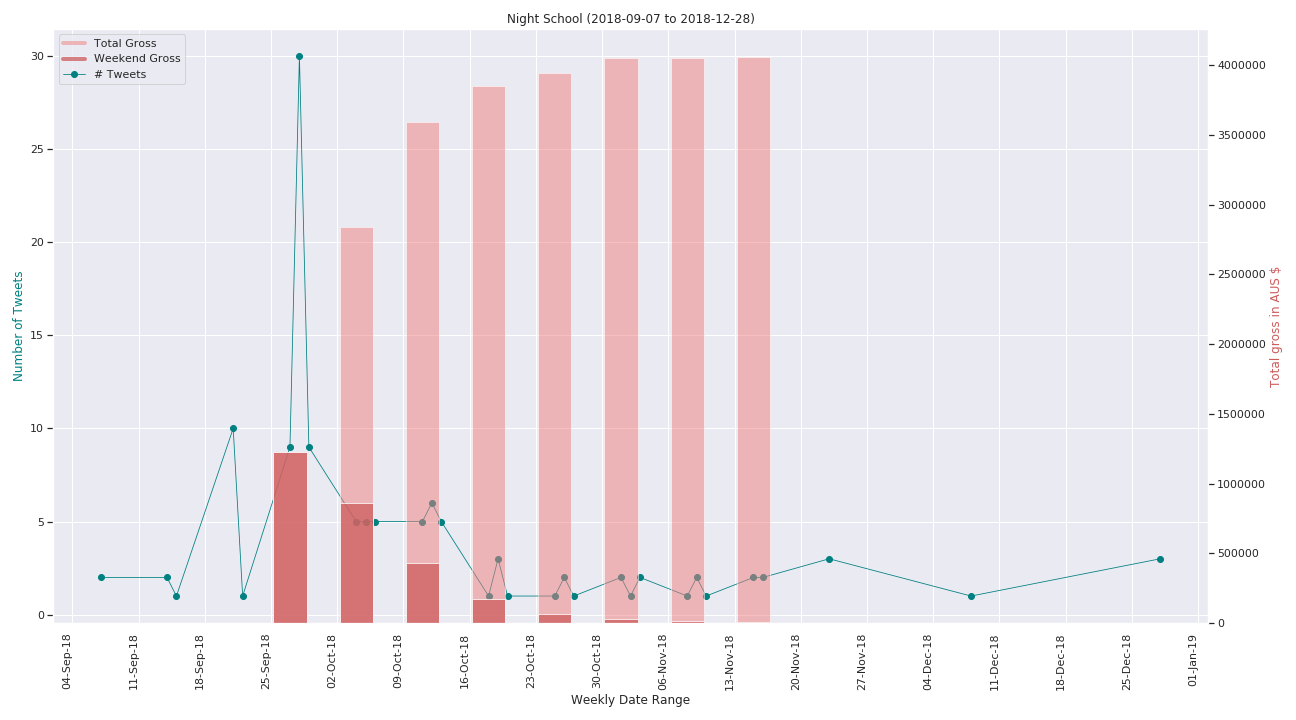 Night School (2018-09-07 to 2018-12-28)
Total Gross
Weekend Gross
# Tweets
30
25
20
15
10
5
0
Number of Tweets
4000000
3500000
3000000
2500000
2000000
1500000
1000000
500000
0
Total gross in AUS $
04-Sep-18
11-Sep-18
18-Sep-18
25-Sep-18
02-Oct-18
09-Oct-18
16-Oct-18
23-Oct-18
30-Oct-18
06-Nov-18
13-Nov-18
20-Nov-18
27-Nov-18
04-Dec-18
11-Dec-18
18-Dec-18
25-Dec-18
01-Jan-19
Weekly Date Range